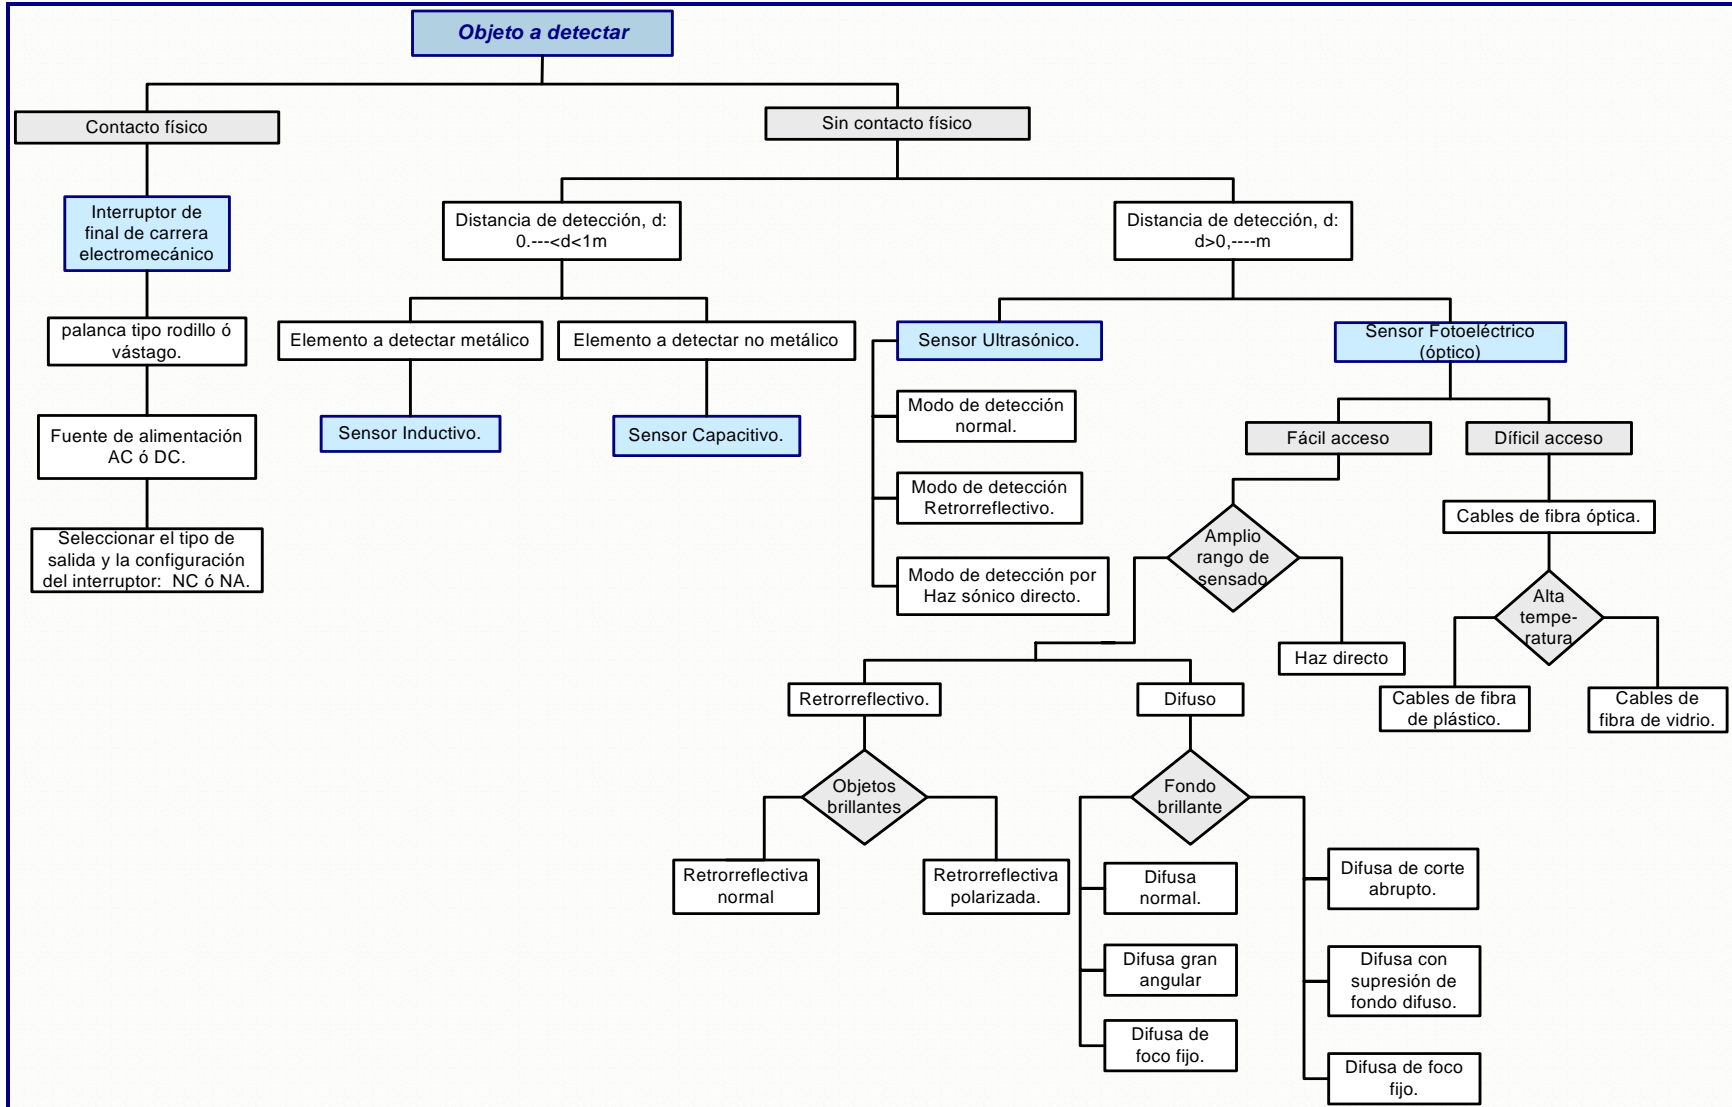 Objeto a detectar
Contacto físico
Sin contacto físico
Interruptor de
final de carrera
electromecánico
Distancia de detección, d:
0.---<d<1m
Distancia de detección, d:
d>0,----m
palanca tipo rodillo ó
vástago.
Elemento a detectar metálico
Elemento a detectar no metálico
Sensor Ultrasónico.
Sensor Fotoeléctrico
(óptico)
Fuente de alimentación
AC ó DC.
Sensor Inductivo.
Sensor Capacitivo.
Modo de detección
normal.
Fácil acceso
Díficil acceso
Modo de detección
Retrorreflectivo.
Cables de fibra óptica.
Seleccionar el tipo de
salida y la configuración
del interruptor:  NC ó NA.
Modo de detección por
Haz sónico directo.
Amplio
rango de
sensado
Alta
tempe-
ratura
Haz directo
Retrorreflectivo.
Difuso
Cables de fibra
de plástico.
Cables de
fibra de vidrio.
Objetos
brillantes
Fondo
brillante
Retrorreflectiva
normal
Retrorreflectiva
polarizada.
Difusa
normal.
Difusa de corte
abrupto.
Difusa gran
angular
Difusa con
supresión de
fondo difuso.
Difusa de
foco fijo.
Difusa de foco
fijo.